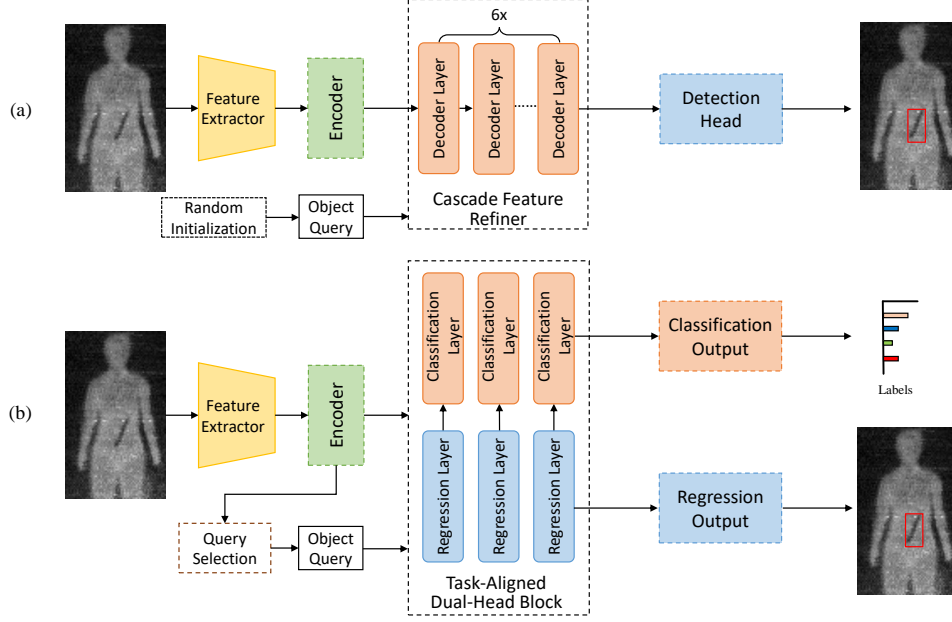 6x
(a)
Feature
Extractor
Encoder
Decoder Layer
Decoder Layer
Decoder Layer
Detection
Head
Random
Initialization
Object
Query
Cascade Feature
Refiner
(b)
Feature
Extractor
Encoder
Classification
Layer
Classification
Layer
Classification
Layer
Classification
Output
Labels
Regression Layer
Regression Layer
Regression Layer
Regression
Output
Query
Selection
Object
Query
Task-Aligned
Dual-Head Block